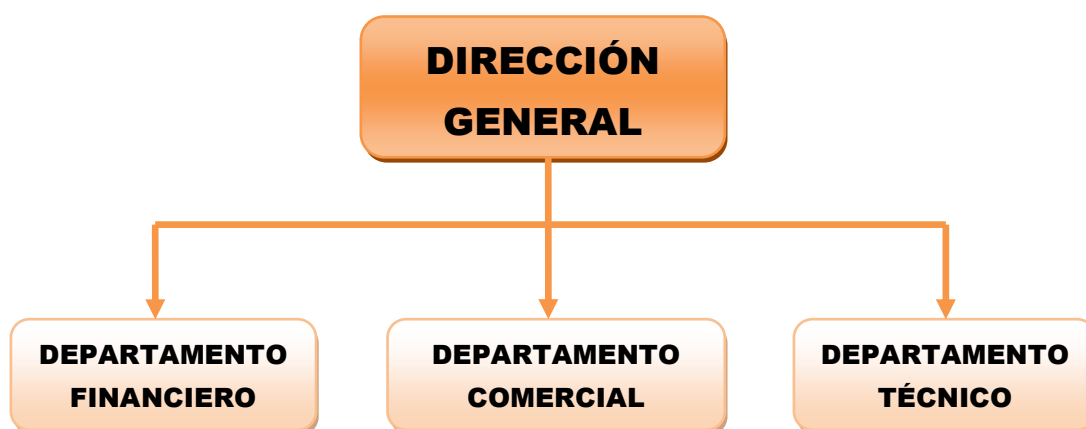 DIRECCIÓN
GENERAL
DEPARTAMENTO
FINANCIERO
DEPARTAMENTO
COMERCIAL
DEPARTAMENTO
TÉCNICO